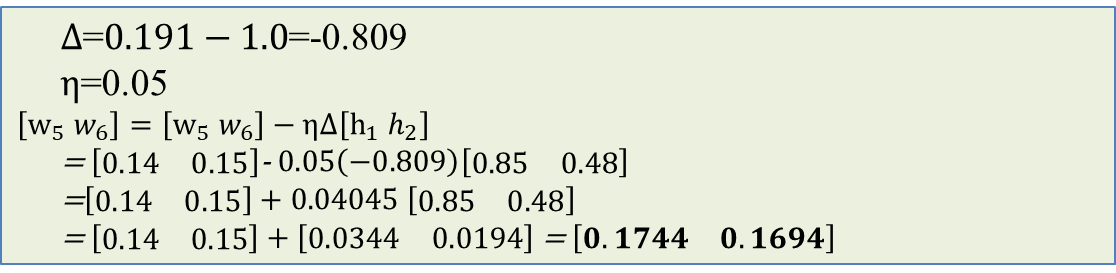 Δ=0.191 − 1.0=-0.809
η=0.05
[w₅ w₆] = [w₅ w₆] − ηΔ[h₁ h₂]
= [0.14 0.15]- 0.05(−0.809)[0.85 0.48]
=[0.14 0.15] + 0.04045 [0.85 0.48]
= [0.14 0.15] + [0.0344 0.0194] = [0.1744 0.1694]